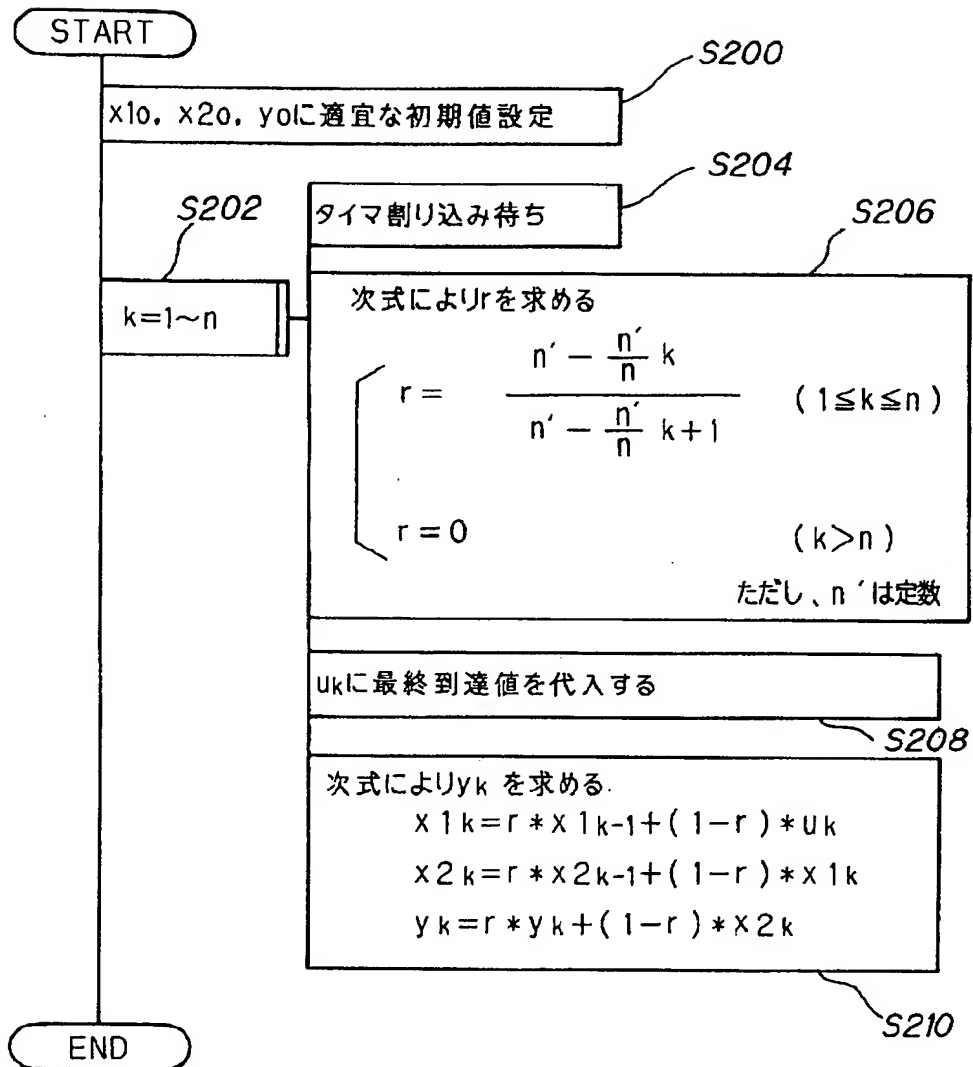 START
S200
x1o, x2o, yoに適宜な初期値設定
S204
S202
タイマ割り込み待ち
S206
k=1~n
次式によりrを求める
r = (n′ − n′/n k) / (n′ − n′/n k+1) (1≦k≦n)
r = 0 (k>n)
ただし、n′は定数
ukに最終到達値を代入する
S208
次式によりyk を求める.
x1k=r*x1k-1+(1-r)*uk
x2k=r*x2k-1+(1-r)*x1k
yk=r*yk+(1-r)*x2k
S210
END